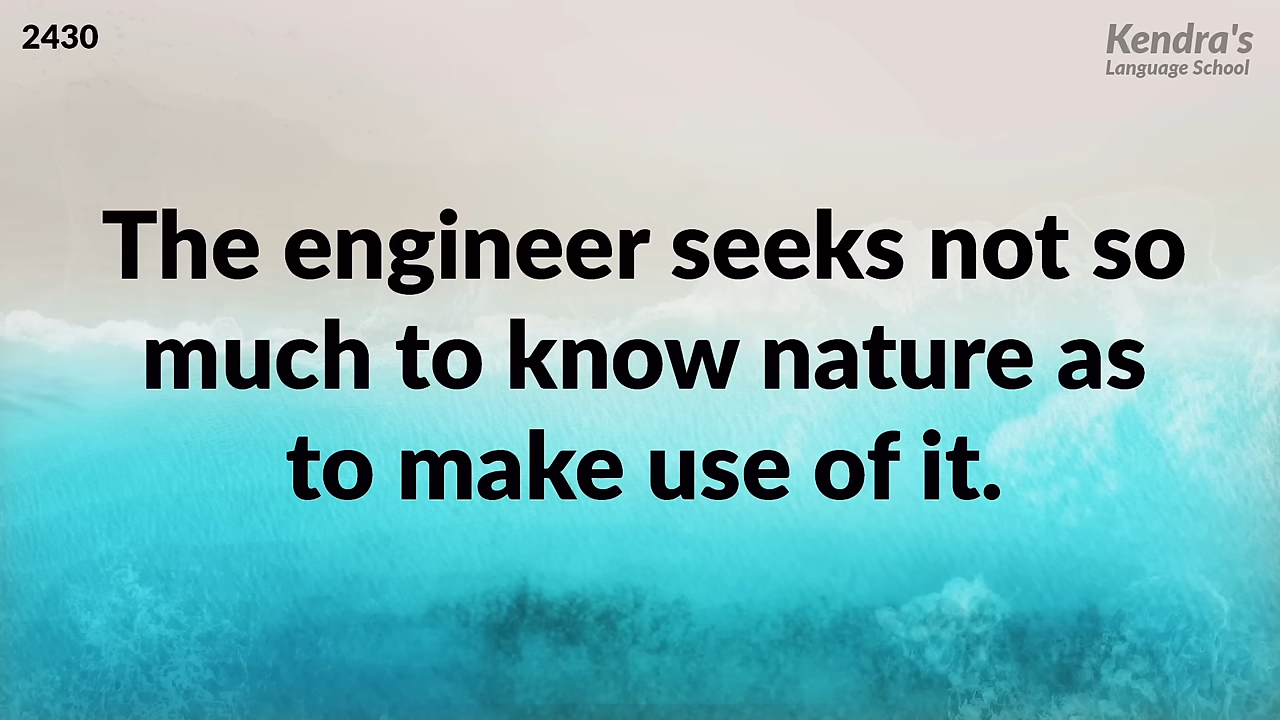 2430
Kendra's
Language School
The engineer seeks not so
much to know nature as
to make use of it.